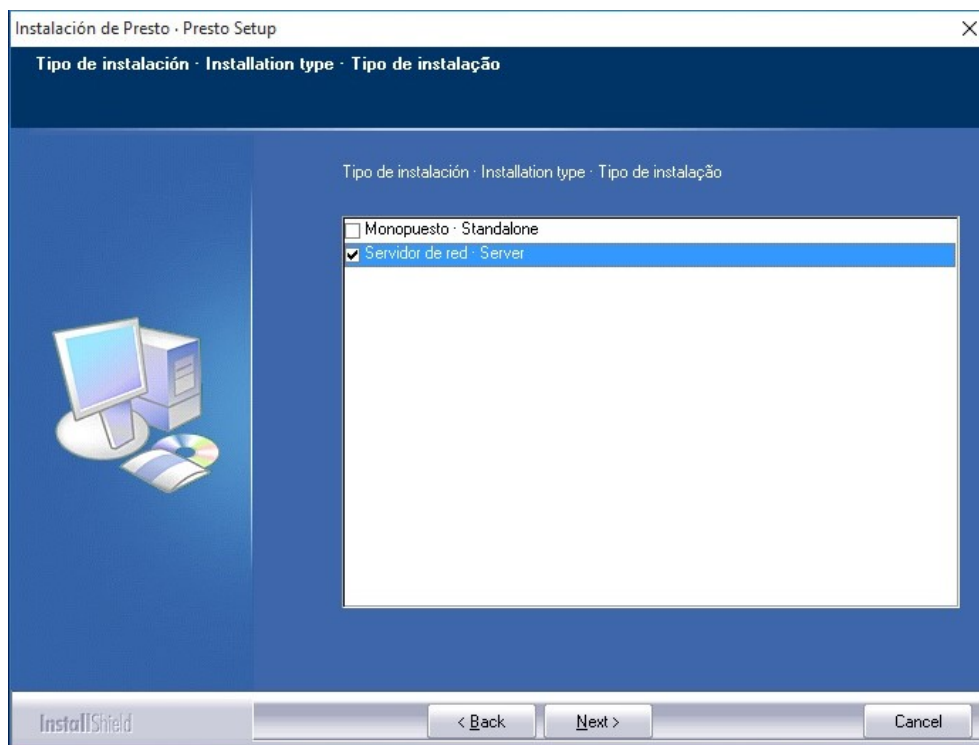 Instalación de Presto · Presto Setup
Tipo de instalación · Installation type · Tipo de instalação
Tipo de instalación · Installation type · Tipo de instalação
Monopuesto · Standalone
Servidor de red · Server
InstallShield
< Back
Next >
Cancel